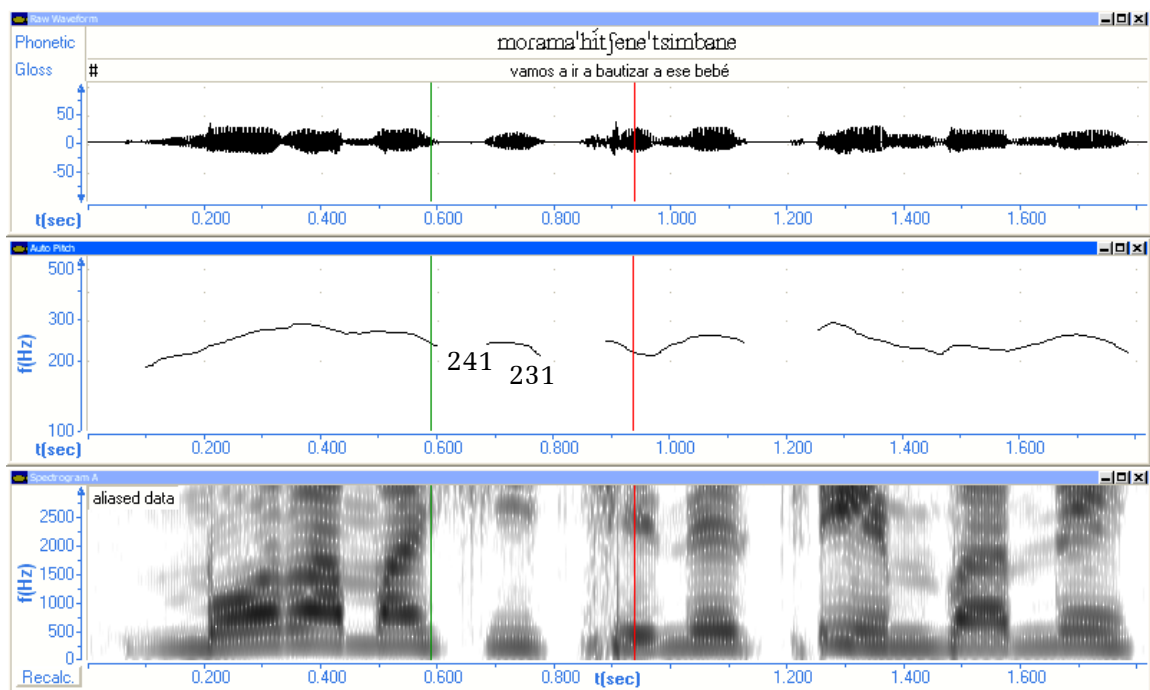 Raw Waveform
Phonetic moɾama'hítʃene'tsimbane
Gloss # vamos a ir a bautizar a ese bebé
50
0
-50
t(sec) 0.200 0.400 0.600 0.800 1.000 1.200 1.400 1.600
Auto Pitch
500
300
f(Hz)
200
241
231
100
t(sec) 0.200 0.400 0.600 0.800 1.000 1.200 1.400 1.600
Spectrogram A
aliased data
2500
2000
1500
f(Hz)
1000
500
0
Recalc. 0.200 0.400 0.600 0.800 t(sec) 1.000 1.200 1.400 1.600